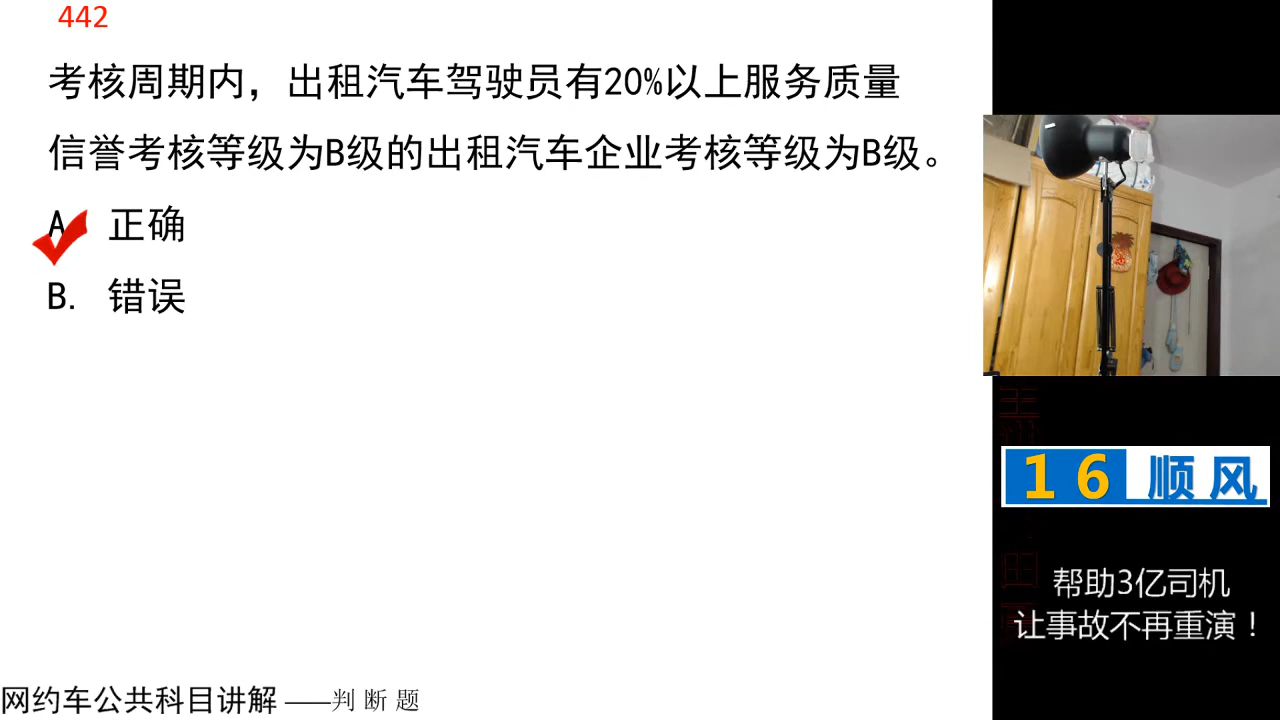 442
考核周期内，出租汽车驾驶员有20%以上服务质量
信誉考核等级为B级的出租汽车企业考核等级为B级。
A 正确
B. 错误
16 顺风
帮助3亿司机
让事故不再重演！
网约车公共科目讲解 ——判断题